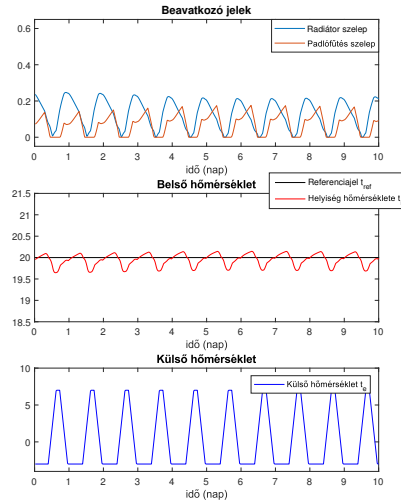 Beavatkozó jelek
0.6
0.4
0.2
0
Radiátor szelep
Padlófűtés szelep
0 1 2 3 4 5 6 7 8 9 10
idő (nap)
Belső hőmérséklet
21.5
21
20.5
20
19.5
19
18.5
Referenciajel t_ref
Helyiség hőmérséklete t
0 1 2 3 4 5 6 7 8 9 10
idő (nap)
Külső hőmérséklet
10
5
0
Külső hőmérséklet t_e
0 1 2 3 4 5 6 7 8 9 10
idő (nap)